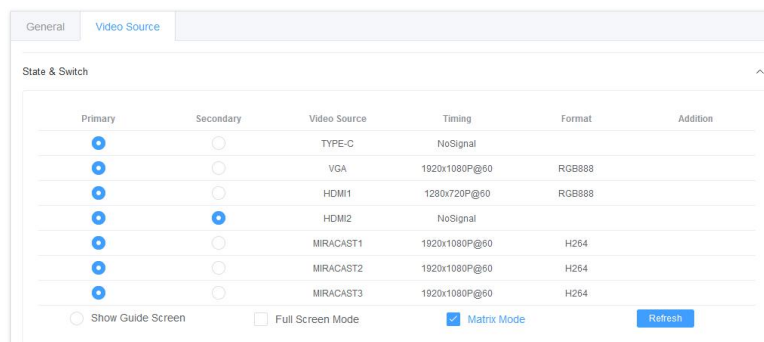 General Video Source
State & Switch
Primary Secondary Video Source Timing Format Addition
TYPE-C NoSignal
VGA 1920x1080P@60 RGB888
HDMI1 1280x720P@60 RGB888
HDMI2 NoSignal
MIRACAST1 1920x1080P@60 H264
MIRACAST2 1920x1080P@60 H264
MIRACAST3 1920x1080P@60 H264
Show Guide Screen Full Screen Mode Matrix Mode Refresh